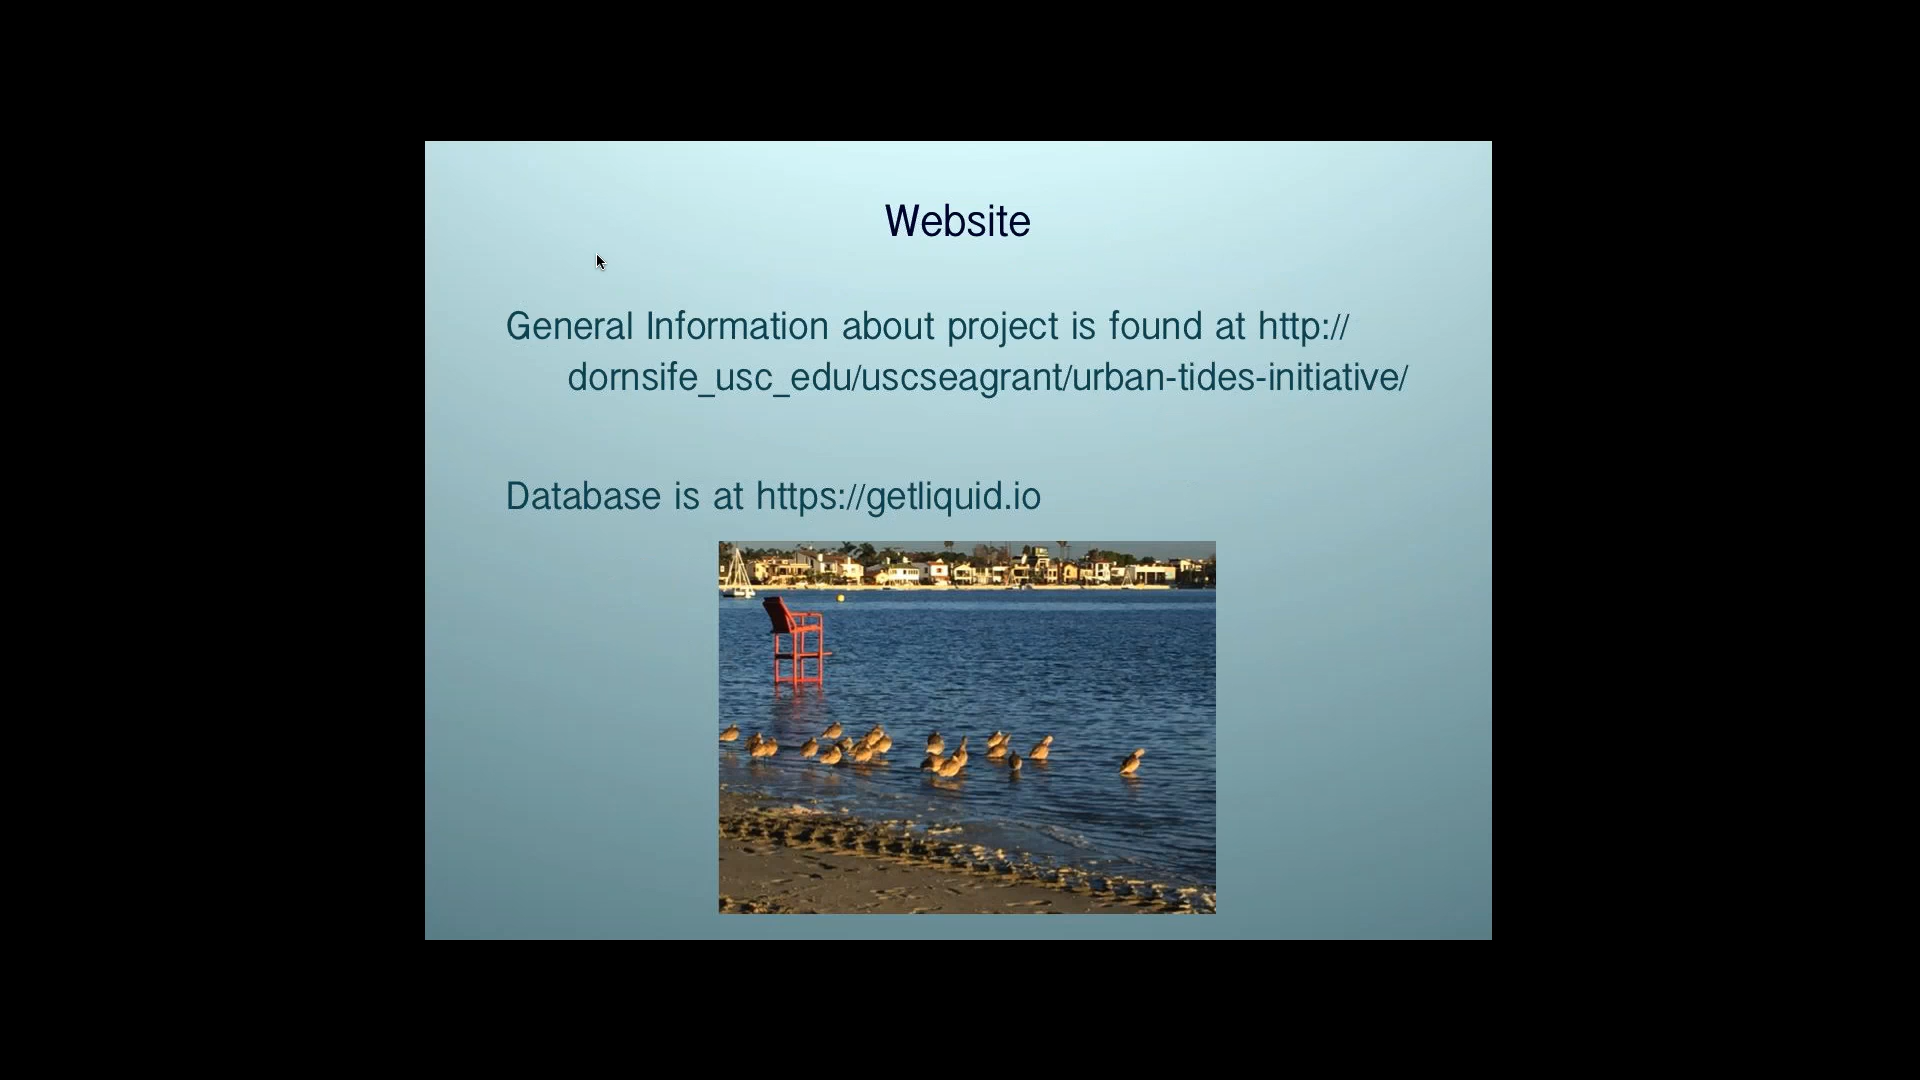 Website
General Information about project is found at http://
dornsife_usc_edu/uscseagrant/urban-tides-initiative/
Database is at https://getliquid.io